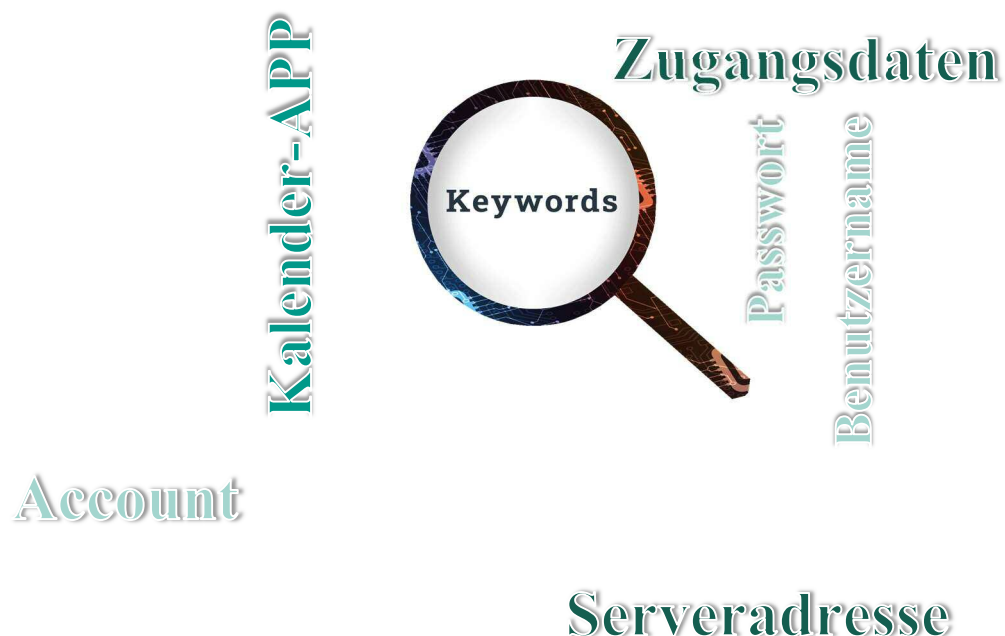 Kalender-APP
Zugangsdaten
Keywords
Passwort
Benutzername
Account
Serveradresse